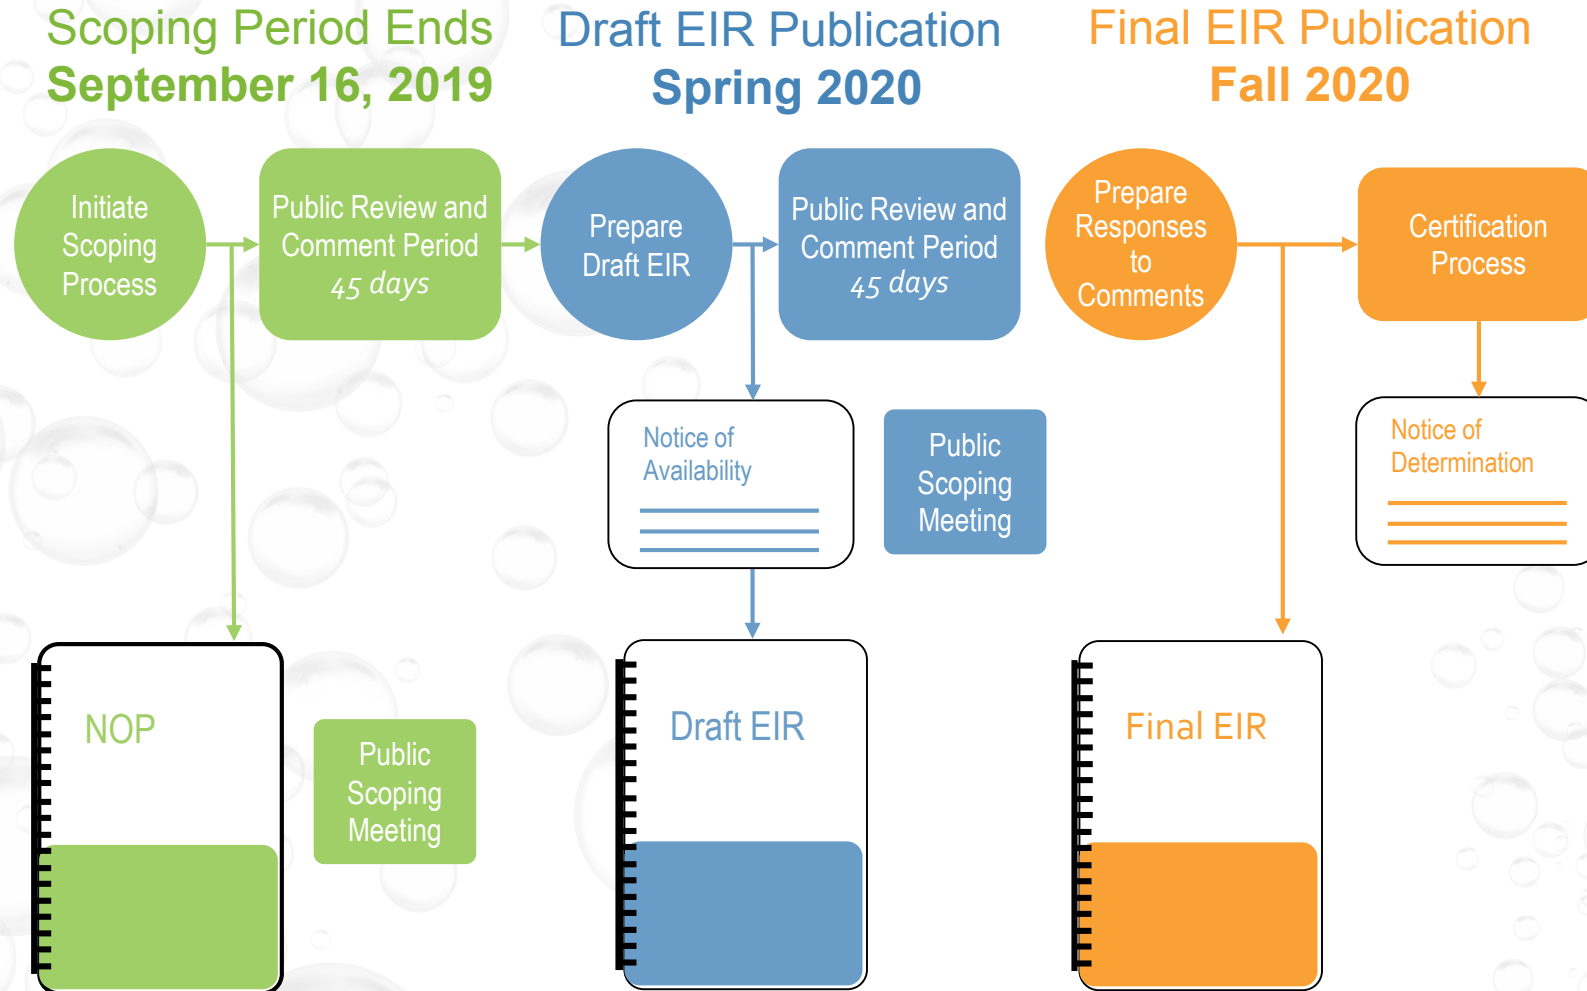 Scoping Period Ends
September 16, 2019
Draft EIR Publication
Spring 2020
Final EIR Publication
Fall 2020
Initiate
Scoping
Process
Public Review and
Comment Period
45 days
Prepare
Draft EIR
Public Review and
Comment Period
45 days
Prepare
Responses
to
Comments
Certification
Process
Notice of
Availability
Public
Scoping
Meeting
Notice of
Determination
NOP
Public
Scoping
Meeting
Draft EIR
Final EIR